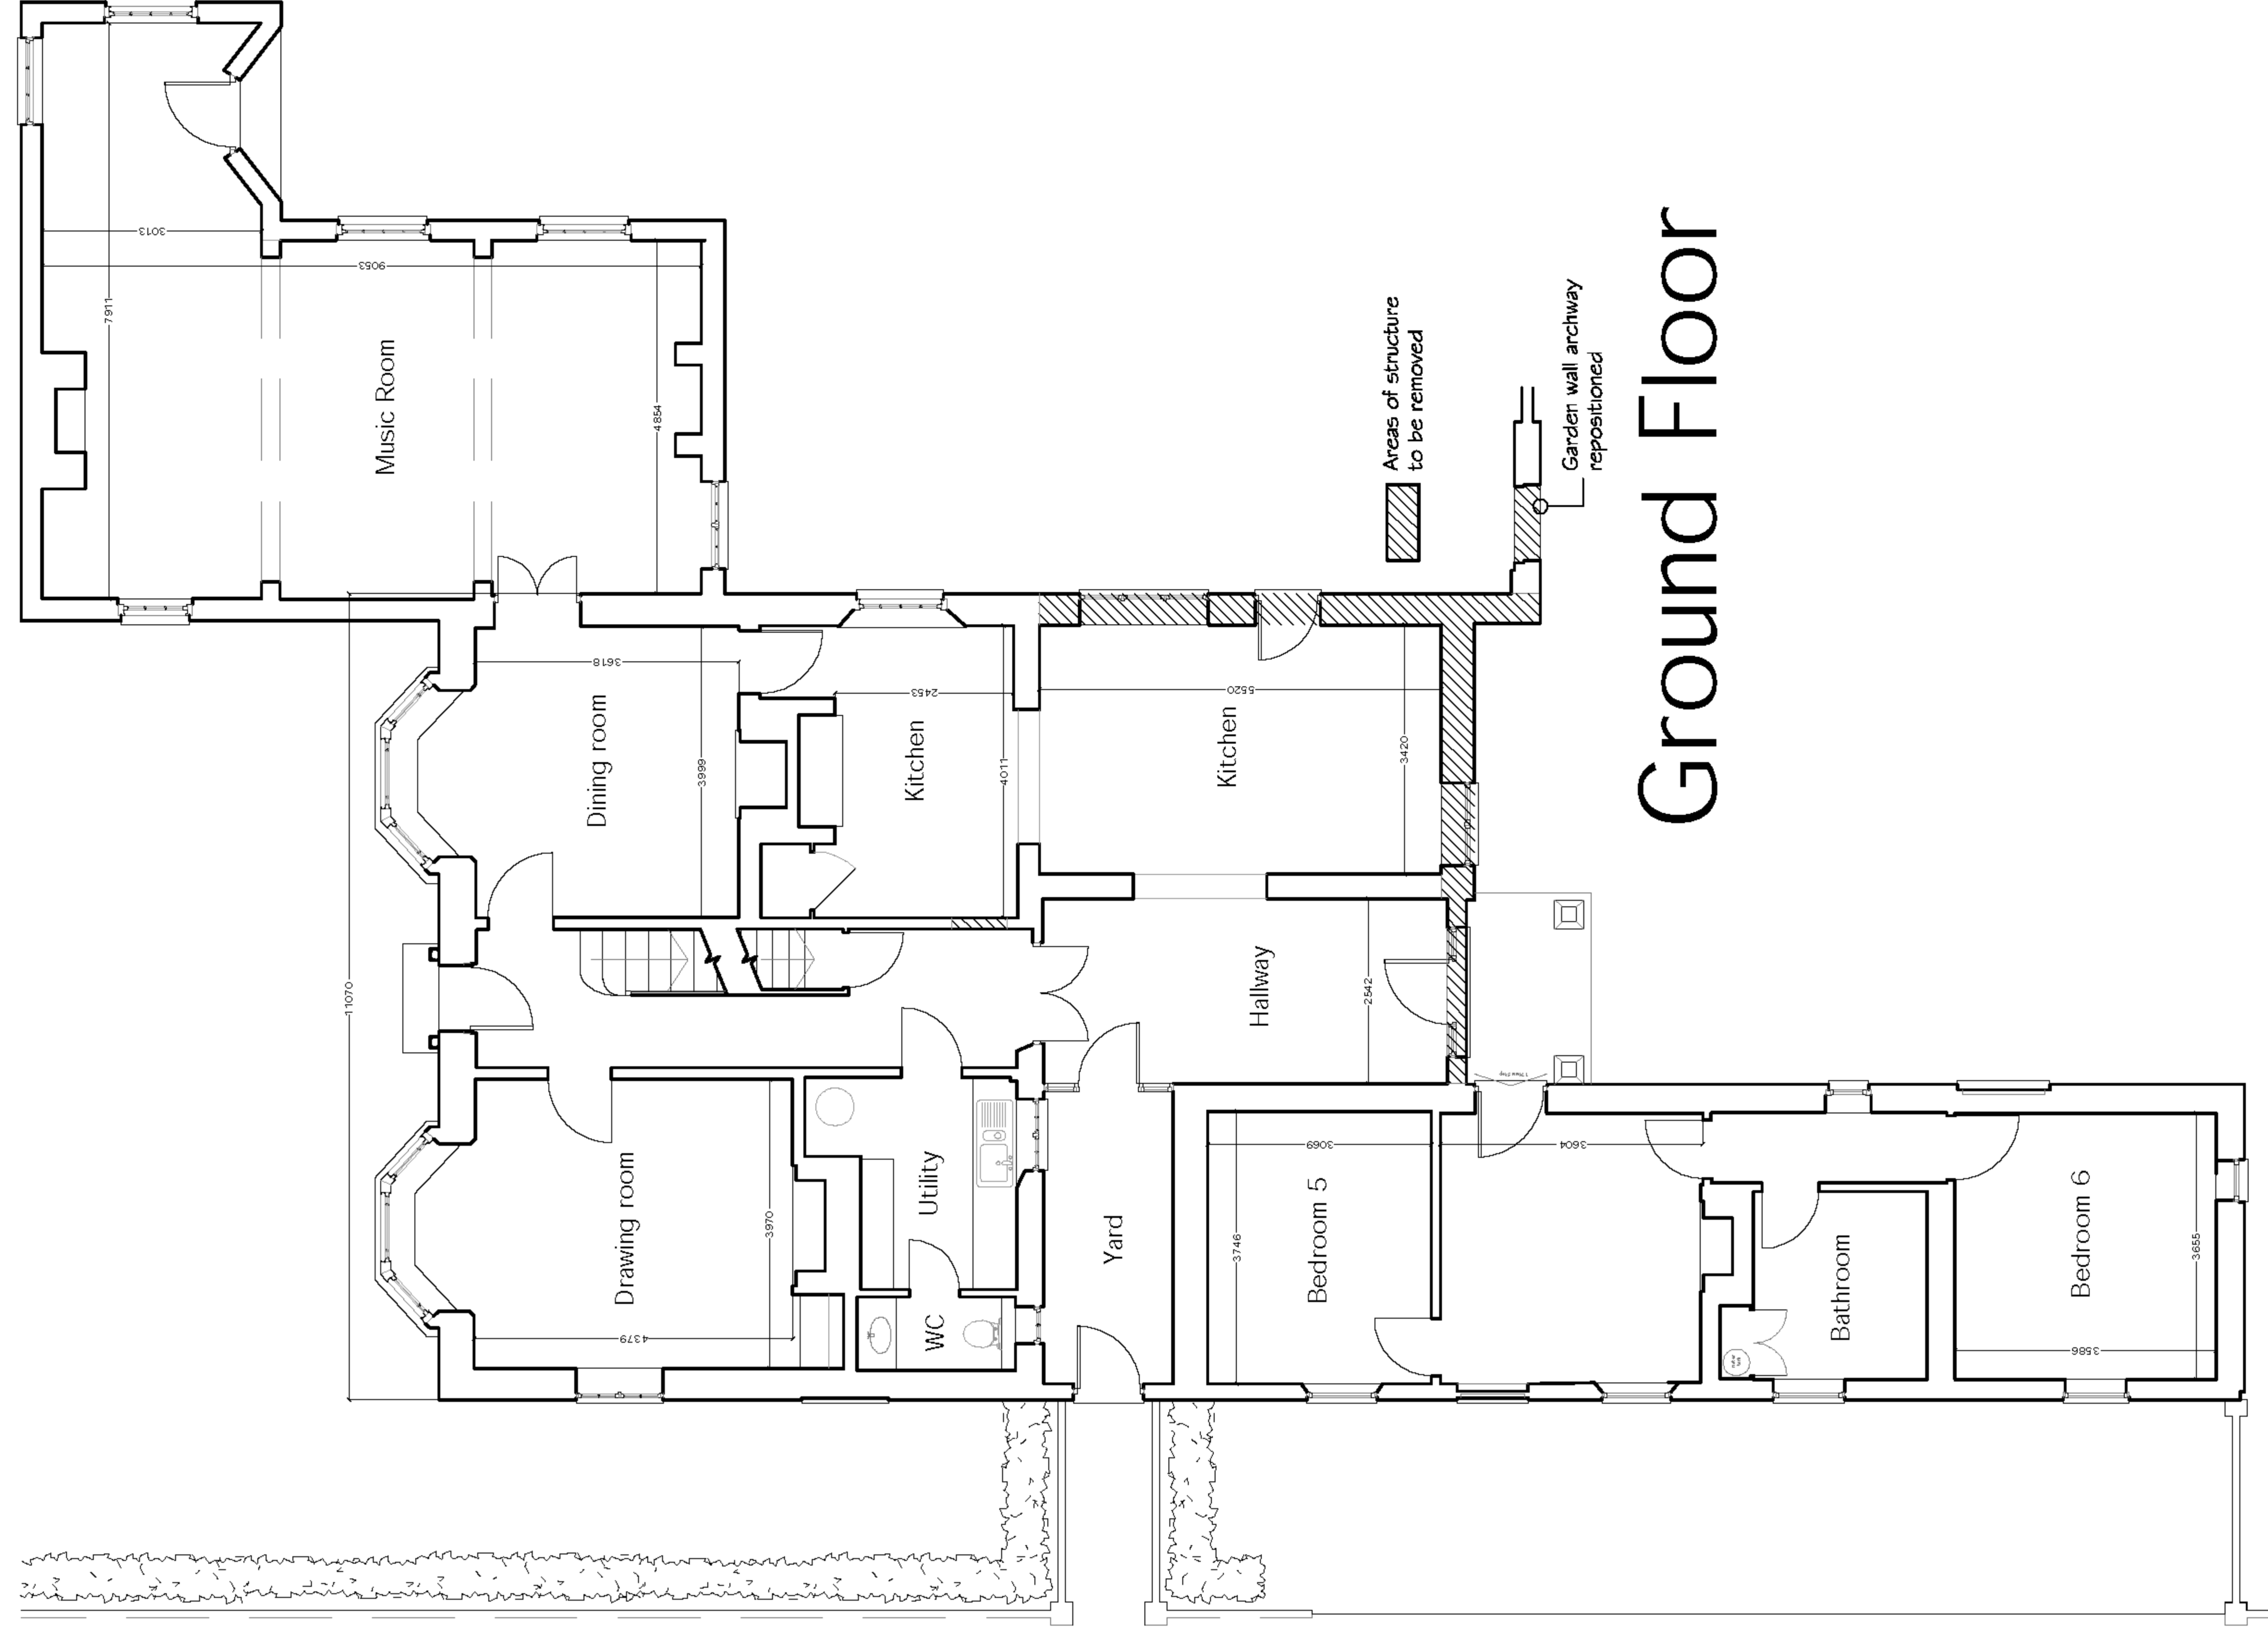 7911
3013
9053
Music Room
4854
Areas of structure
to be removed
Garden wall archway
repositioned
Ground Floor
11070
3618
Dining room
3999
2453
Kitchen
4011
5520
Kitchen
3420
Hallway
2542
Drawing room
3970
4379
Utility
WC
Yard
3069
3746
Bedroom 5
3604
Bathroom
Bedroom 6
3655
3586